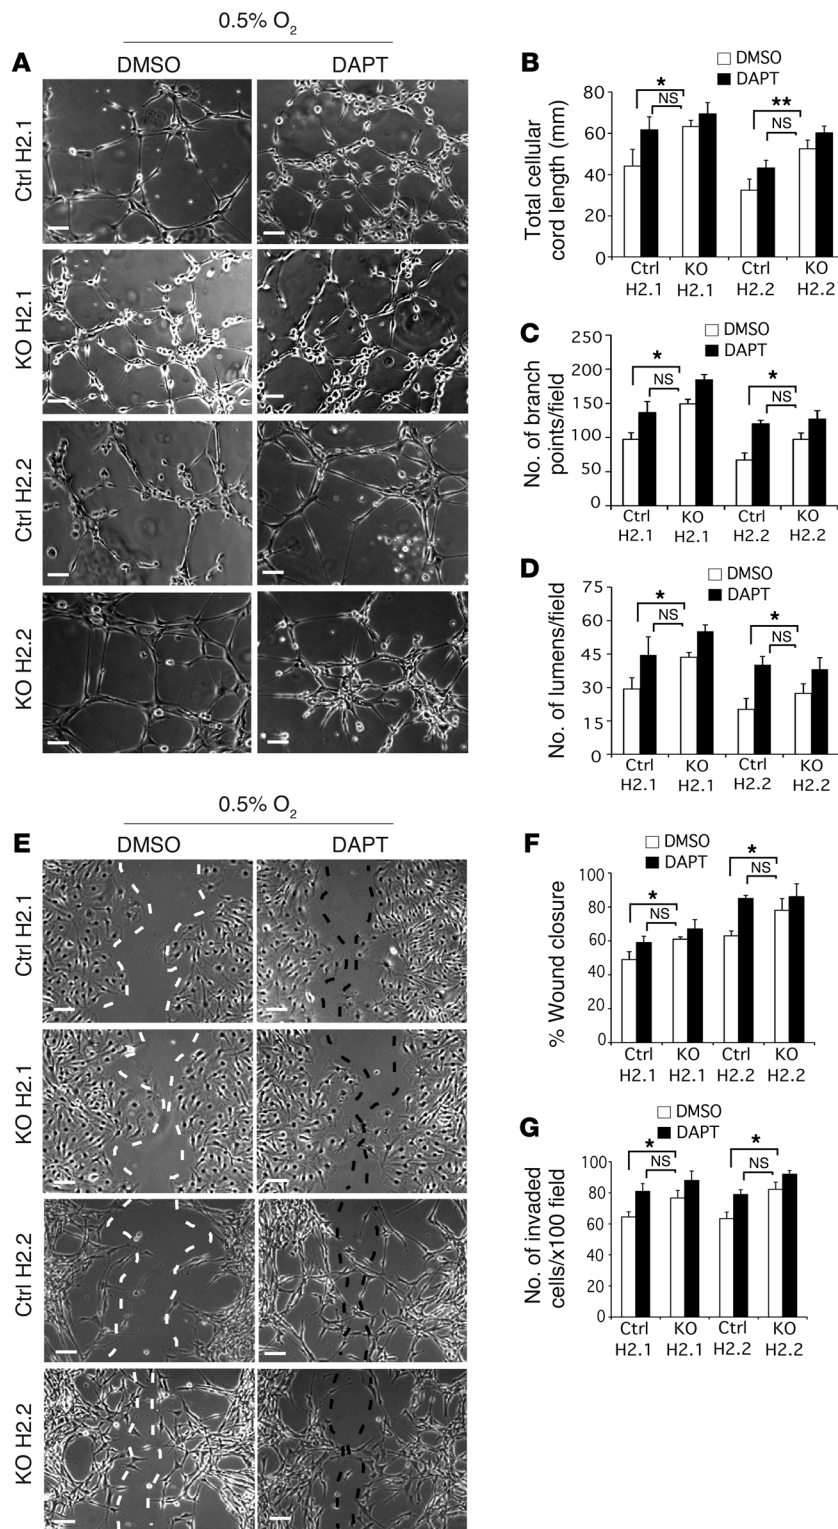 0.5% O2
A
DMSO
DAPT
Ctrl H2.1
KO H2.1
Ctrl H2.2
KO H2.2
B
DMSO
DAPT
Total cellular
cord length (mm)
80
60
40
20
0
*
NS
**
NS
Ctrl
H2.1
KO
H2.1
Ctrl
H2.2
KO
H2.2
C
DMSO
DAPT
No. of branch
points/field
250
200
150
100
50
0
*
NS
*
NS
Ctrl
H2.1
KO
H2.1
Ctrl
H2.2
KO
H2.2
D
DMSO
DAPT
No. of lumens/field
75
60
45
30
15
0
*
NS
*
NS
Ctrl
H2.1
KO
H2.1
Ctrl
H2.2
KO
H2.2
0.5% O2
E
DMSO
DAPT
Ctrl H2.1
KO H2.1
Ctrl H2.2
KO H2.2
F
DMSO
DAPT
% Wound closure
100
80
60
40
20
0
*
NS
*
NS
Ctrl
H2.1
KO
H2.1
Ctrl
H2.2
KO
H2.2
G
DMSO
DAPT
No. of invaded
cells/x100 field
100
80
60
40
20
0
*
NS
*
NS
Ctrl
H2.1
KO
H2.1
Ctrl
H2.2
KO
H2.2